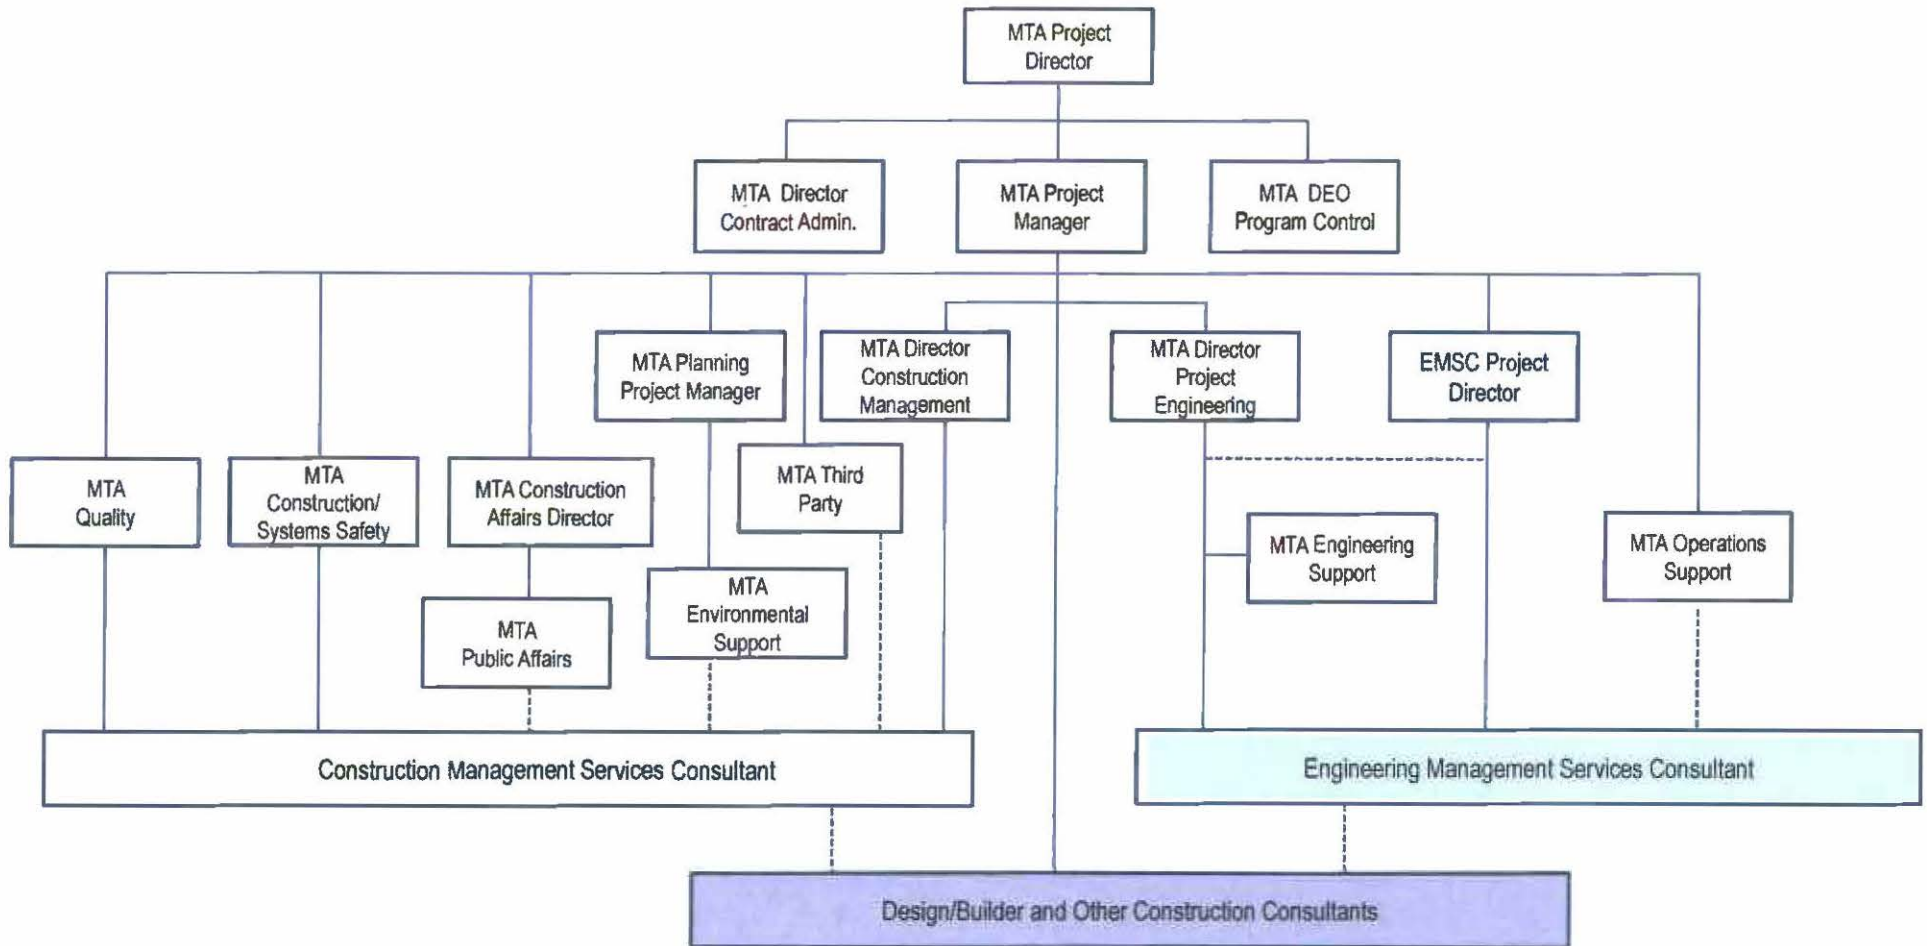 MTA Project
Director
MTA Director
Contract Admin.
MTA Project
Manager
MTA DEO
Program Control
MTA Planning
Project Manager
MTA Director
Construction
Management
MTA Director
Project
Engineering
EMSC Project
Director
MTA
Quality
MTA
Construction/
Systems Safety
MTA Construction
Affairs Director
MTA Third
Party
MTA Engineering
Support
MTA Operations
Support
MTA
Public Affairs
MTA
Environmental
Support
Construction Management Services Consultant
Engineering Management Services Consultant
Design/Builder and Other Construction Consultants